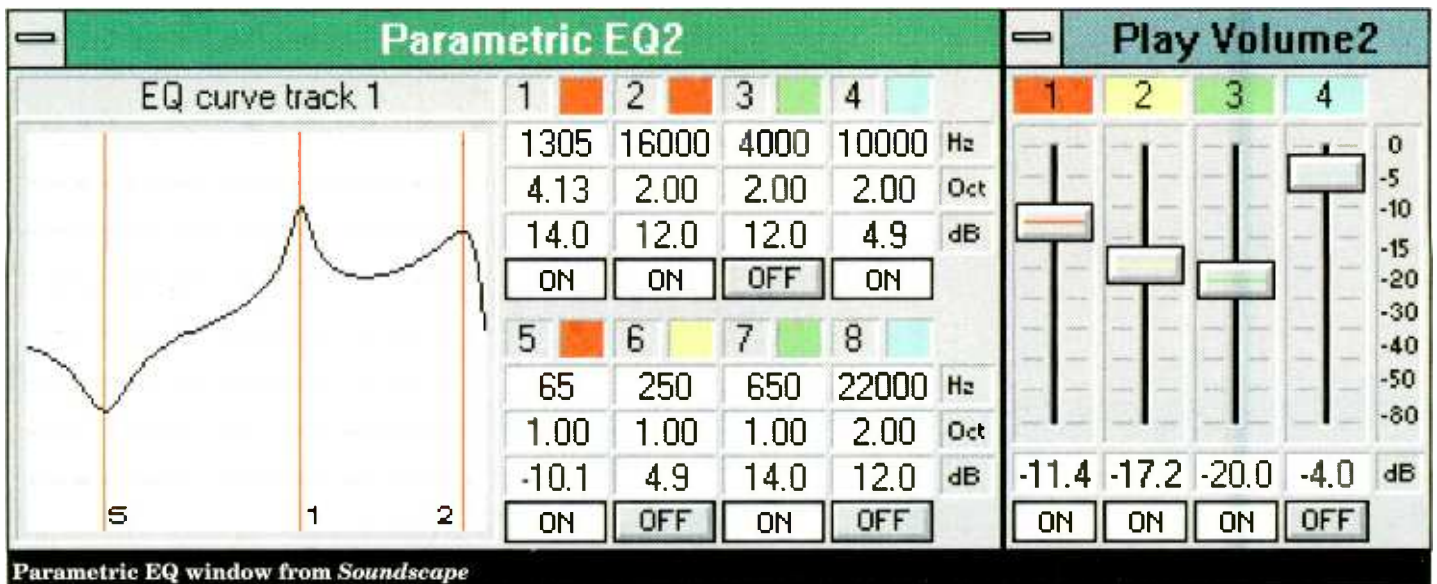 Parametric EQ2
EQ curve track 1
1 2 3 4
1305 16000 4000 10000 Hz
4.13 2.00 2.00 2.00 Oct
14.0 12.0 12.0 4.9 dB
ON ON OFF ON
5 6 7 8
65 250 650 22000 Hz
1.00 1.00 1.00 2.00 Oct
-10.1 4.9 14.0 12.0 dB
ON OFF ON OFF
5 1 2
Play Volume2
1 2 3 4
0
-5
-10
-15
-20
-30
-40
-50
-80
-11.4 -17.2 -20.0 -4.0 dB
ON ON ON OFF
Parametric EQ window from Soundscape